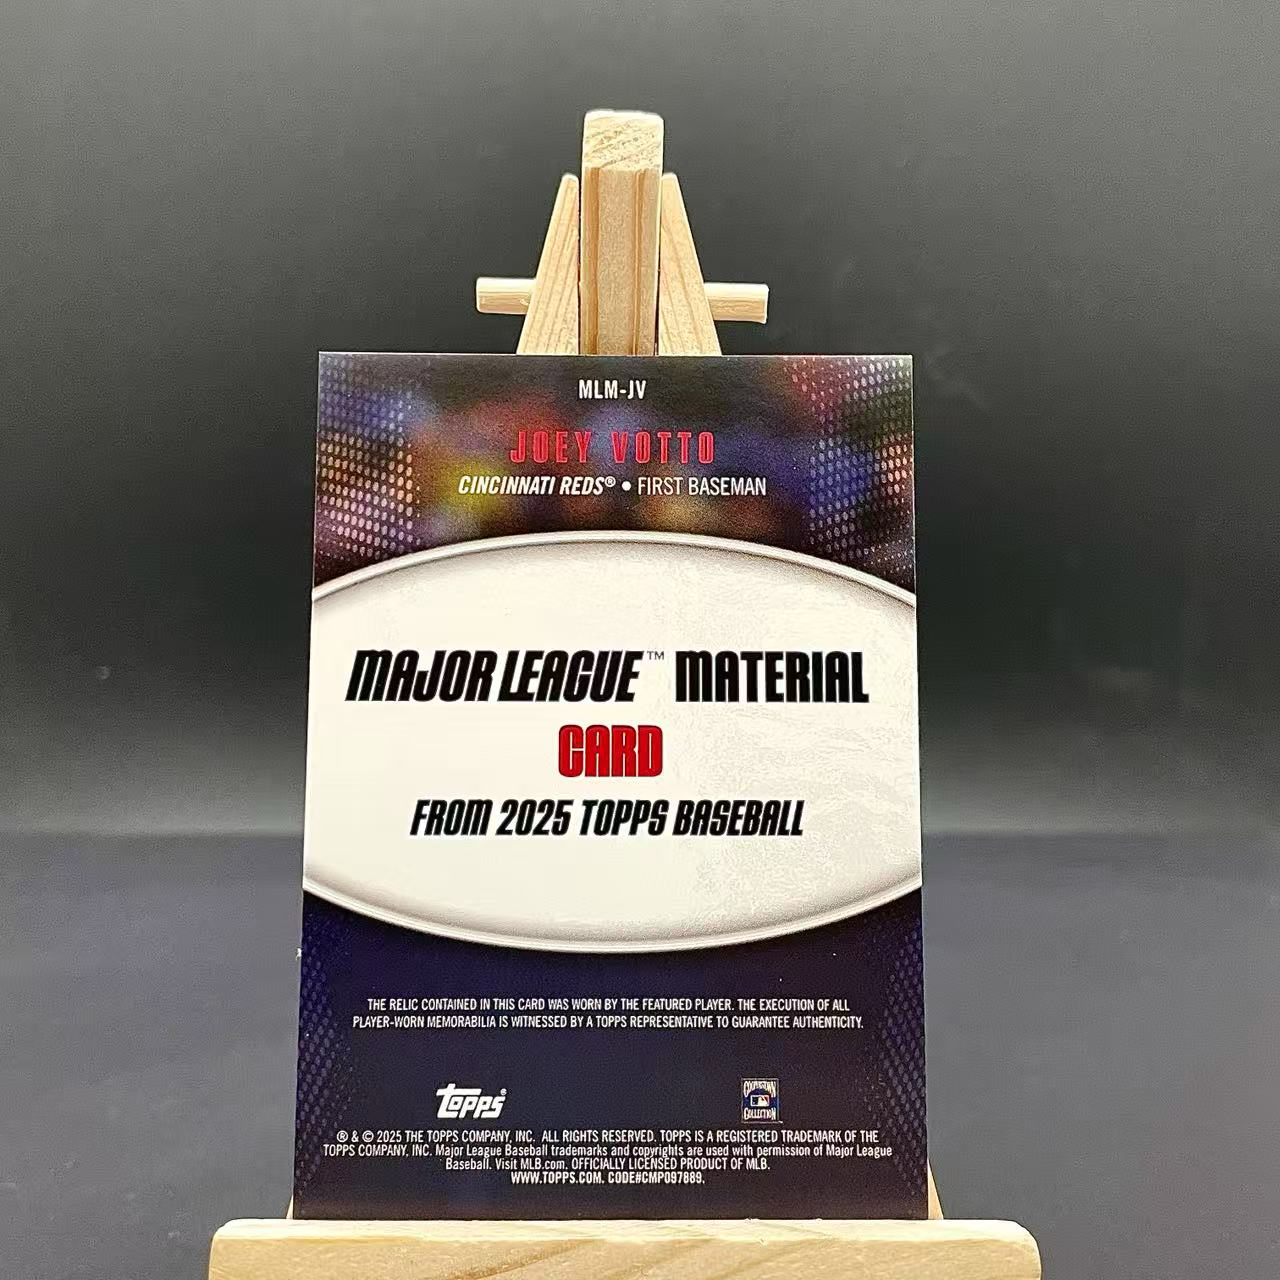 MLM-JV
JOEY VOTTO
CINCINNATI REDS® • FIRST BASEMAN
MAJOR LEAGUE™ MATERIAL
CARD
FROM 2025 TOPPS BASEBALL
THE RELIC CONTAINED IN THIS CARD WAS WORN BY THE FEATURED PLAYER. THE EXECUTION OF ALL
PLAYER-WORN MEMORABILIA IS WITNESSED BY A TOPPS REPRESENTATIVE TO GUARANTEE AUTHENTICITY.
Topps®
COOPERSTOWN
COLLECTION
® & © 2025 THE TOPPS COMPANY, INC. ALL RIGHTS RESERVED. TOPPS IS A REGISTERED TRADEMARK OF THE
TOPPS COMPANY, INC. Major League Baseball trademarks and copyrights are used with permission of Major League
Baseball. Visit MLB.com. OFFICIALLY LICENSED PRODUCT OF MLB.
WWW.TOPPS.COM. CODE#CMP097889.